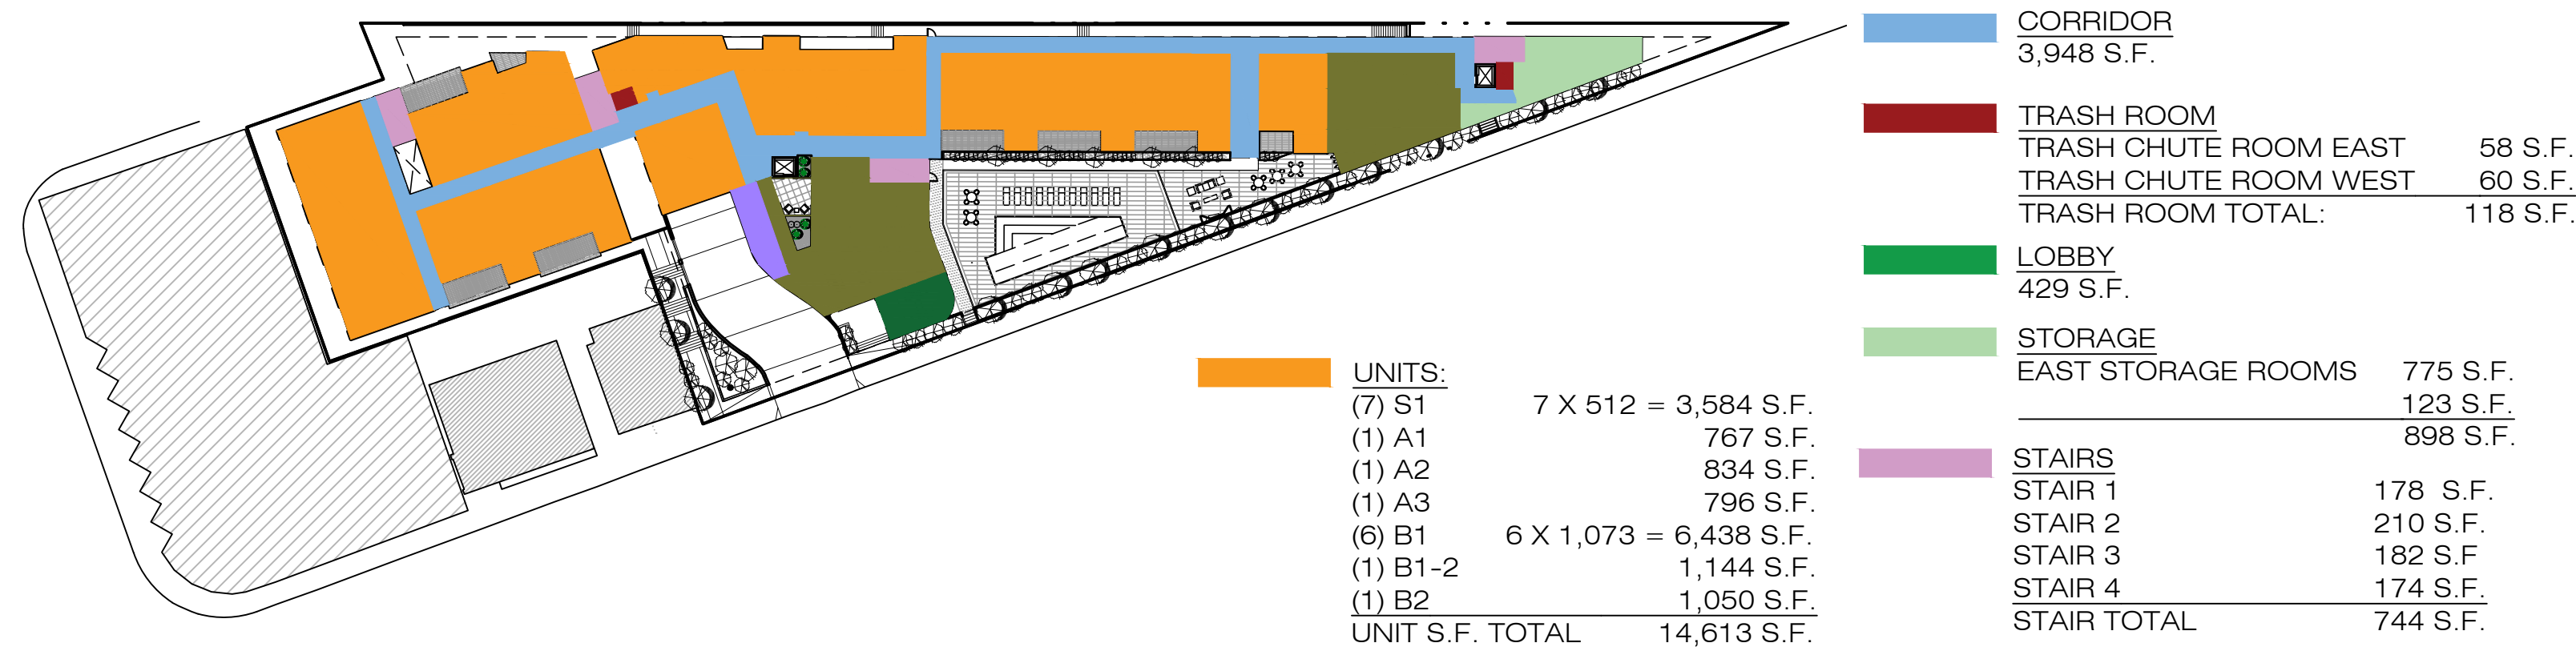 CORRIDOR
3,948 S.F.
TRASH ROOM
TRASH CHUTE ROOM EAST 58 S.F.
TRASH CHUTE ROOM WEST 60 S.F.
TRASH ROOM TOTAL: 118 S.F.
LOBBY
429 S.F.
STORAGE
EAST STORAGE ROOMS 775 S.F.
123 S.F.
898 S.F.
STAIRS
STAIR 1 178 S.F.
STAIR 2 210 S.F.
STAIR 3 182 S.F
STAIR 4 174 S.F.
STAIR TOTAL 744 S.F.
UNITS:
(7) S1 7 X 512 = 3,584 S.F.
(1) A1 767 S.F.
(1) A2 834 S.F.
(1) A3 796 S.F.
(6) B1 6 X 1,073 = 6,438 S.F.
(1) B1-2 1,144 S.F.
(1) B2 1,050 S.F.
UNIT S.F. TOTAL 14,613 S.F.